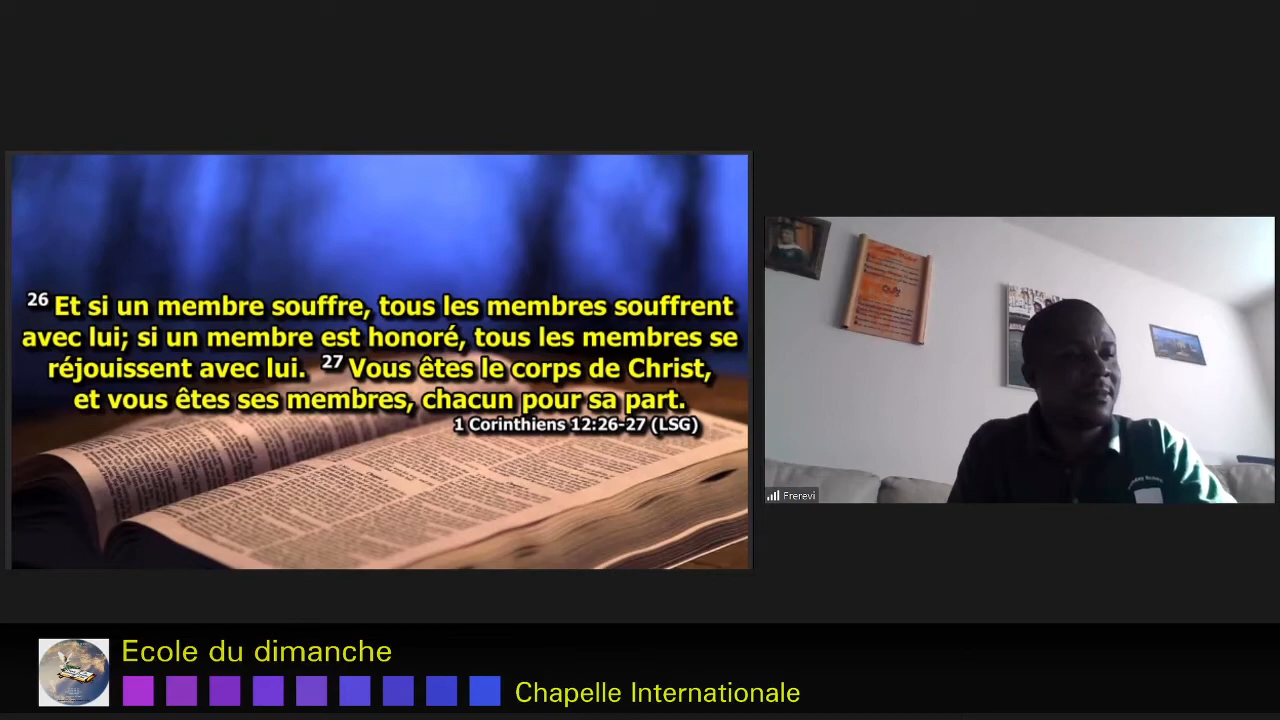 26 Et si un membre souffre, tous les membres souffrent
avec lui; si un membre est honoré, tous les membres se
réjouissent avec lui. 27 Vous êtes le corps de Christ,
et vous êtes ses membres, chacun pour sa part.
1 Corinthiens 12:26-27 (LSG)
Frerevi
Ecole du dimanche
Chapelle Internationale